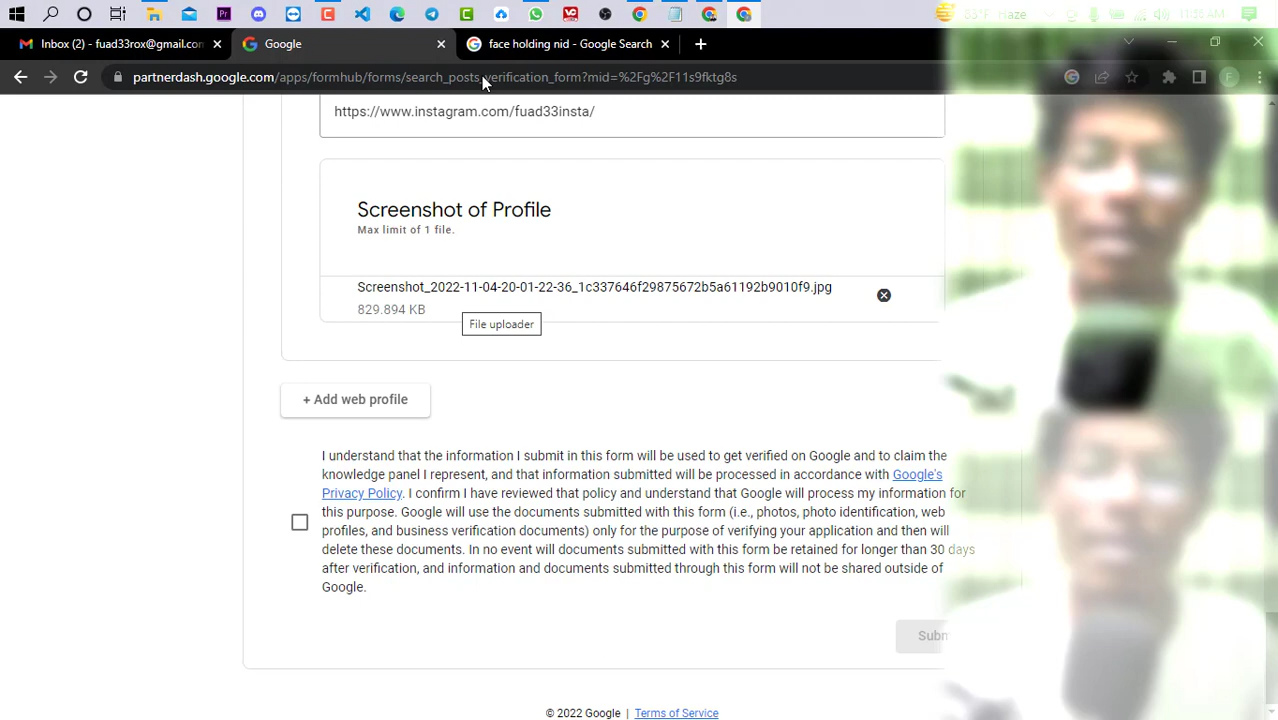 83°F Haze
11:36 AM
Inbox (2) - fuad33rox@gmail.con
Google
face holding nid - Google Search
partnerdash.google.com/apps/formhub/forms/search_posts_verification_form?mid=%2Fg%2F11s9fktg8s
F
https://www.instagram.com/fuad33insta/
Screenshot of Profile
Max limit of 1 file.
Screenshot_2022-11-04-20-01-22-36_1c337646f29875672b5a61192b9010f9.jpg
829.894 KB
File uploader
+ Add web profile
I understand that the information I submit in this form will be used to get verified on Google and to claim the
knowledge panel I represent, and that information submitted will be processed in accordance with Google's
Privacy Policy. I confirm I have reviewed that policy and understand that Google will process my information for
this purpose. Google will use the documents submitted with this form (i.e., photos, photo identification, web
profiles, and business verification documents) only for the purpose of verifying your application and then will
delete these documents. In no event will documents submitted with this form be retained for longer than 30 days
after verification, and information and documents submitted through this form will not be shared outside of
Google.
Subm
© 2022 Google | Terms of Service